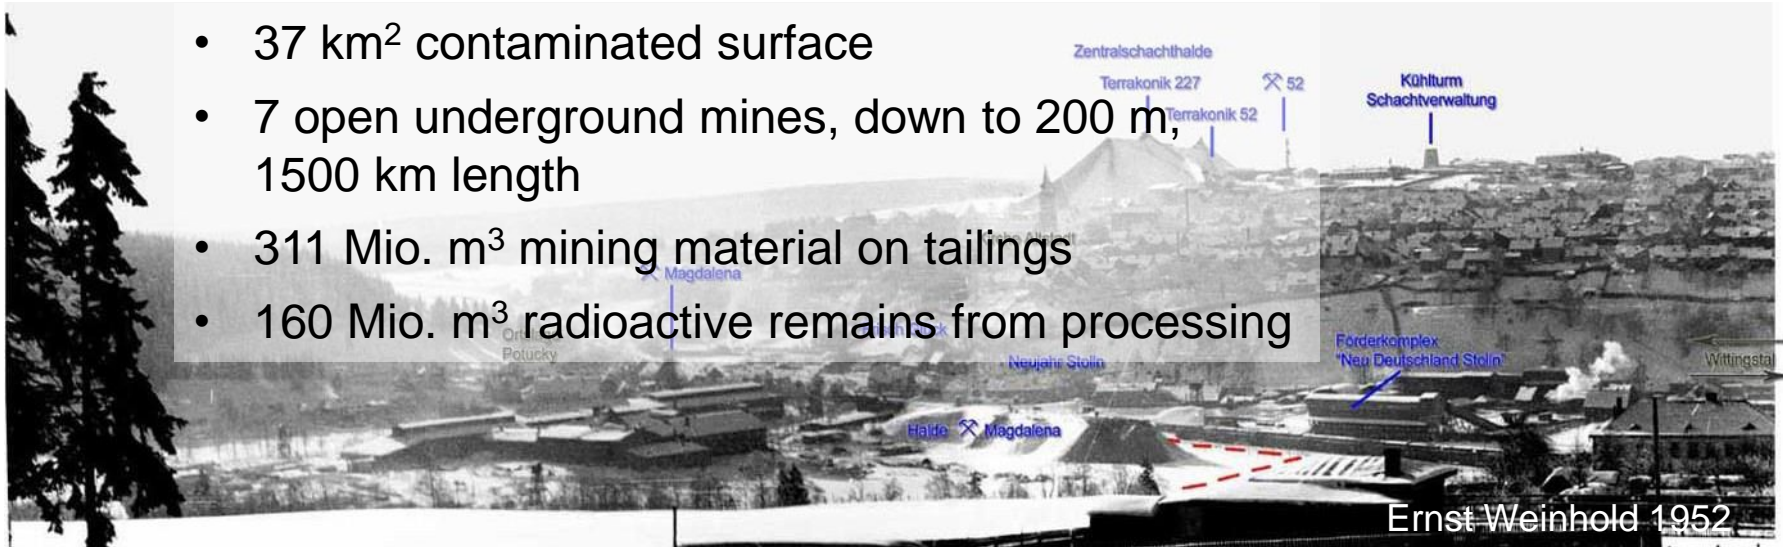 • 37 km² contaminated surface
• 7 open underground mines, down to 200 m,
1500 km length
• 311 Mio. m³ mining material on tailings
• 160 Mio. m³ radioactive remains from processing
Zentralschachthalde
Terrakonik 227
52
Terrakonik 52
Kühlturm
Schachtverwaltung
Magdalena
Potucky
Neujahr Stolln
Förderkomplex
"Neu Deutschland Stolln"
Wittingstal
Halde Magdalena
Ernst Weinhold 1952